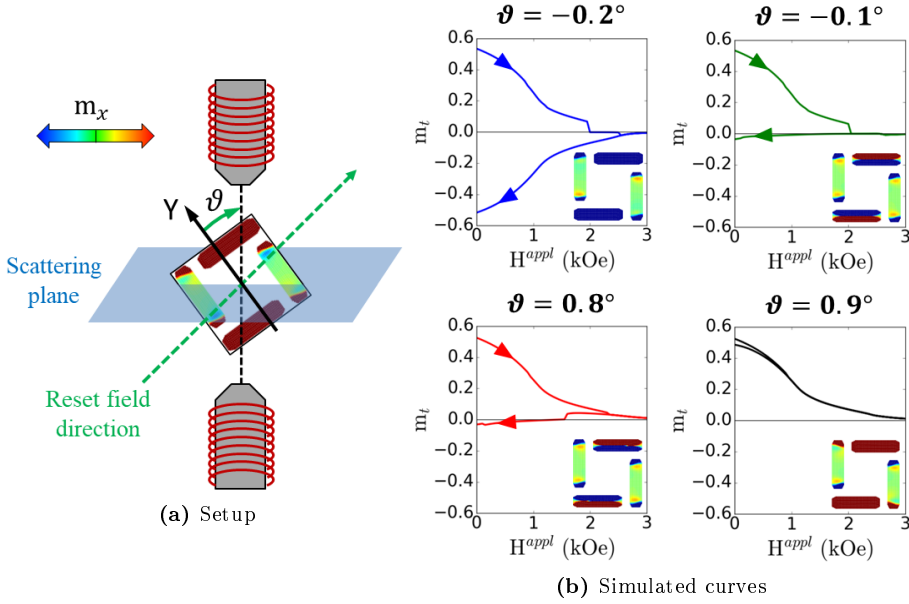 m_x
Y
ϑ
Scattering
plane
Reset field
direction
(a) Setup
ϑ = −0.2°
0.6
0.4
0.2
0.0
−0.2
−0.4
−0.6
m_t
0 1 2 3
H^appl (kOe)
ϑ = −0.1°
0.6
0.4
0.2
0.0
−0.2
−0.4
−0.6
m_t
0 1 2 3
H^appl (kOe)
ϑ = 0.8°
0.6
0.4
0.2
0.0
−0.2
−0.4
−0.6
m_t
0 1 2 3
H^appl (kOe)
ϑ = 0.9°
0.6
0.4
0.2
0.0
−0.2
−0.4
−0.6
m_t
0 1 2 3
H^appl (kOe)
(b) Simulated curves